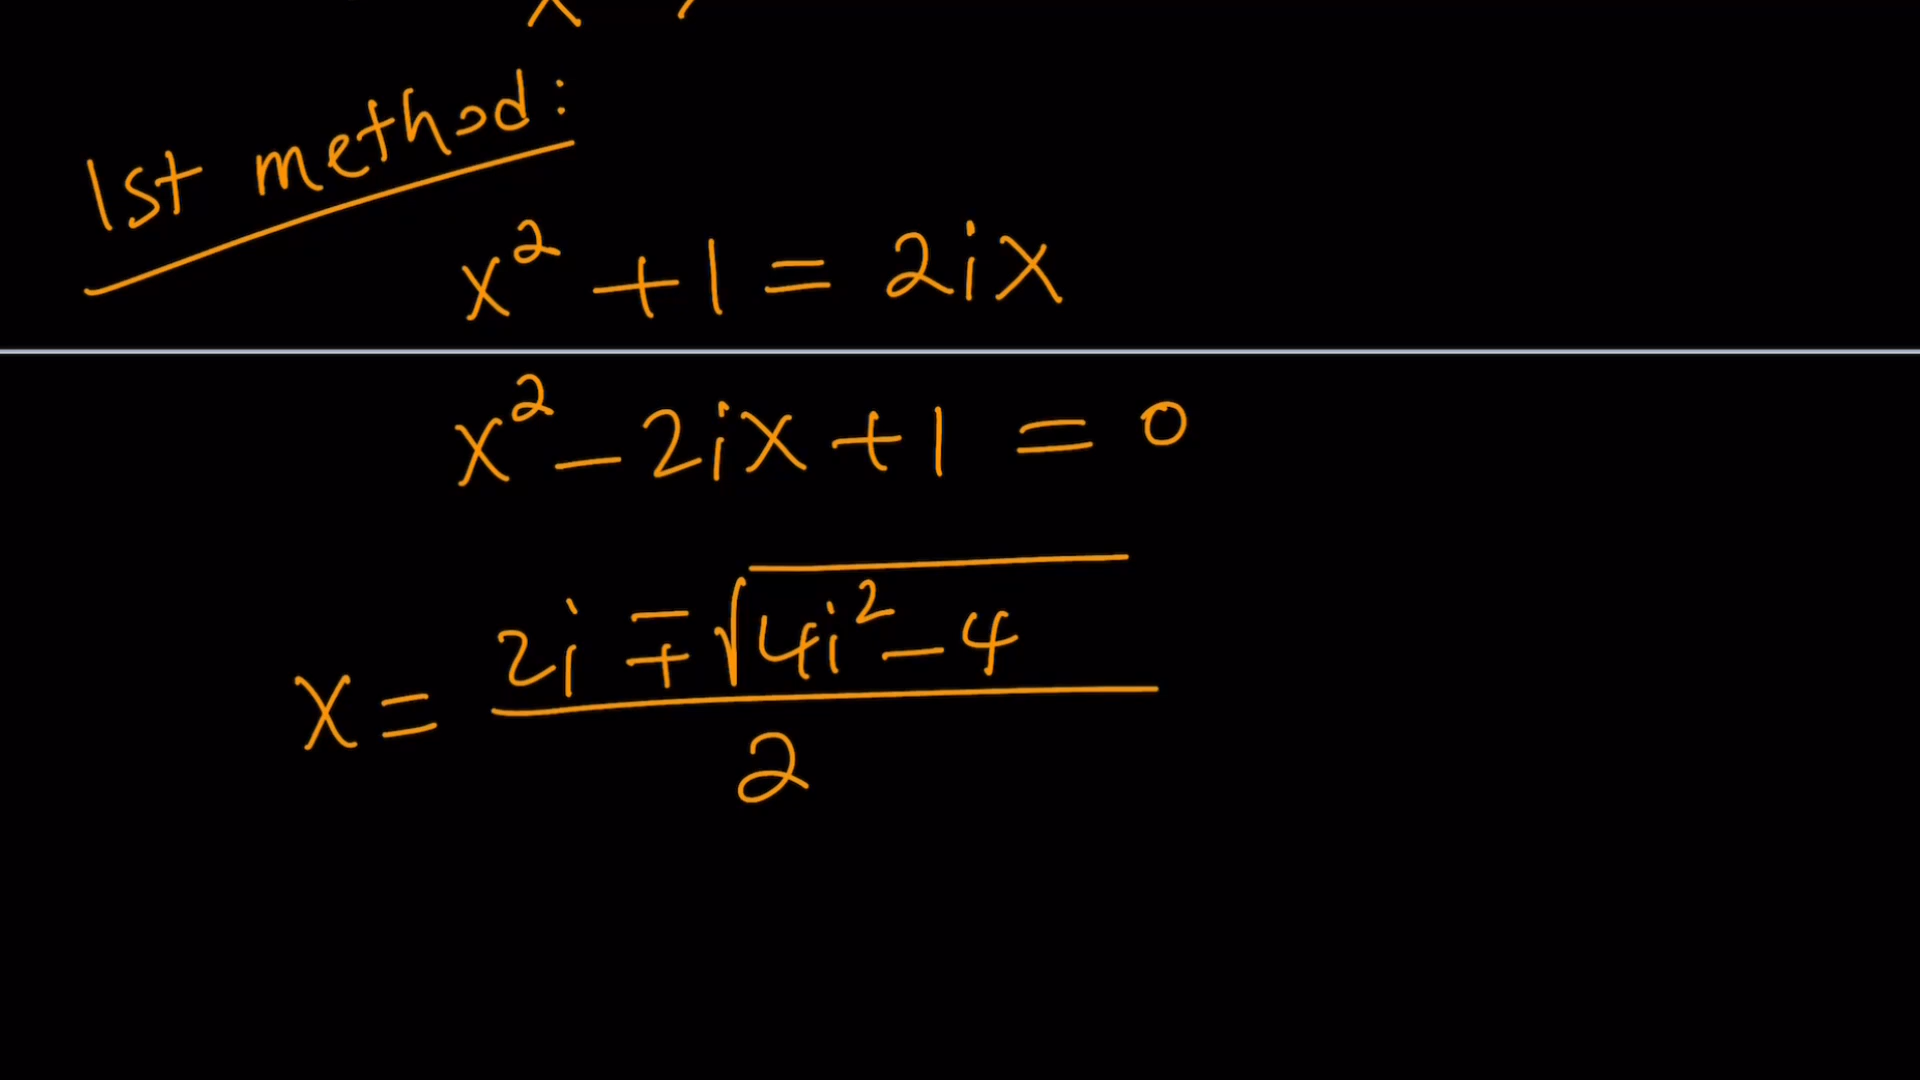 1st method:
x² + 1 = 2ix
x² - 2ix + 1 = 0
x = (2i ∓ √(4i² - 4)) / 2